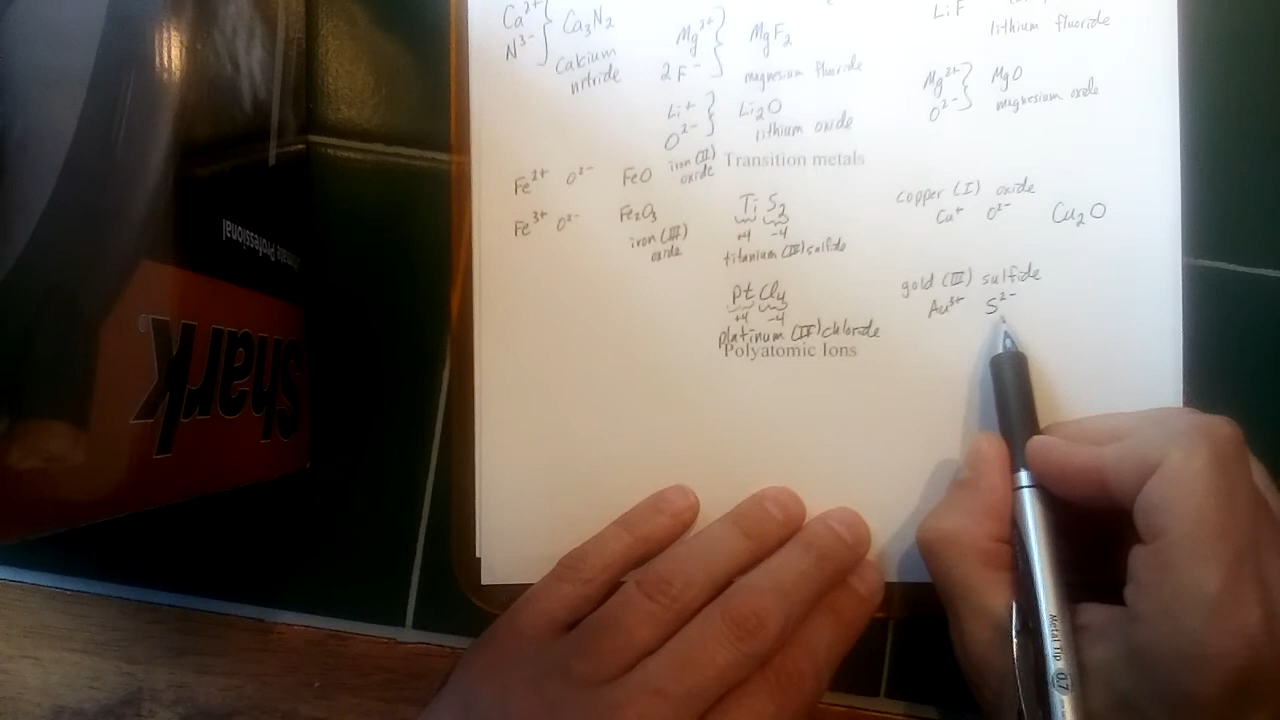 Ca²⁺ } Ca₃N₂
N³⁻
calcium
nitride
Mg²⁺ } MgF₂
2 F⁻
magnesium fluoride
Li⁺ } Li₂O
O²⁻
lithium oxide
LiF
lithium fluoride
Mg²⁺ } MgO
O²⁻
magnesium oxide
Transition metals
Fe²⁺ O²⁻ FeO iron (II)
oxide
Fe³⁺ O²⁻ Fe₂O₃
iron (III)
oxide
Ti S₂
+4 -4
titanium (IV) sulfide
Pt Cl₄
+4 -4
platinum (IV) chloride
copper (I) oxide
Cu⁺ O²⁻ Cu₂O
gold (III) sulfide
Au³⁺ S²⁻
Polyatomic Ions
Professional
Shark
Metal Tip 0.7